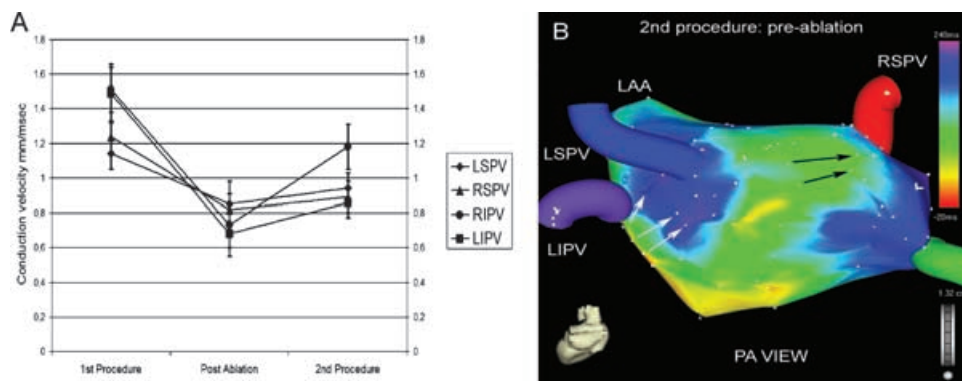 A
Conduction velocity mm/msec
1.8
1.6
1.4
1.2
1
0.8
0.6
0.4
0.2
0
1.8
1.6
1.4
1.2
1
0.8
0.6
0.4
0.2
0
1st Procedure Post Ablation 2nd Procedure
LSPV
RSPV
RIPV
LIPV
B
2nd procedure: pre-ablation
RSPV
LAA
LSPV
LIPV
PA VIEW
-20ms
1.32